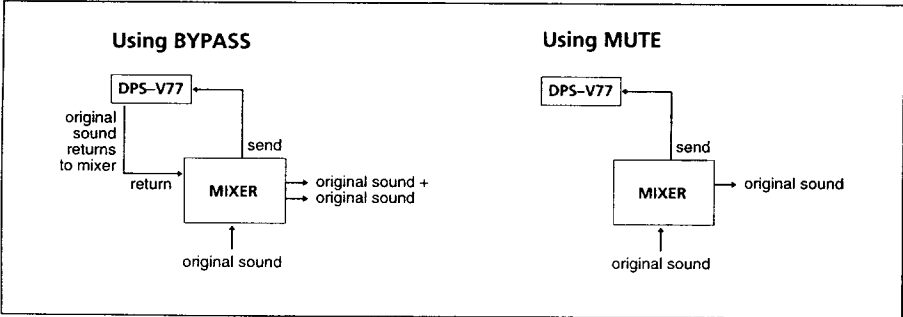 Using BYPASS
DPS–V77
original
sound
returns
to mixer
send
return
MIXER
original sound +
original sound
original sound
Using MUTE
DPS–V77
send
MIXER
original sound
original sound